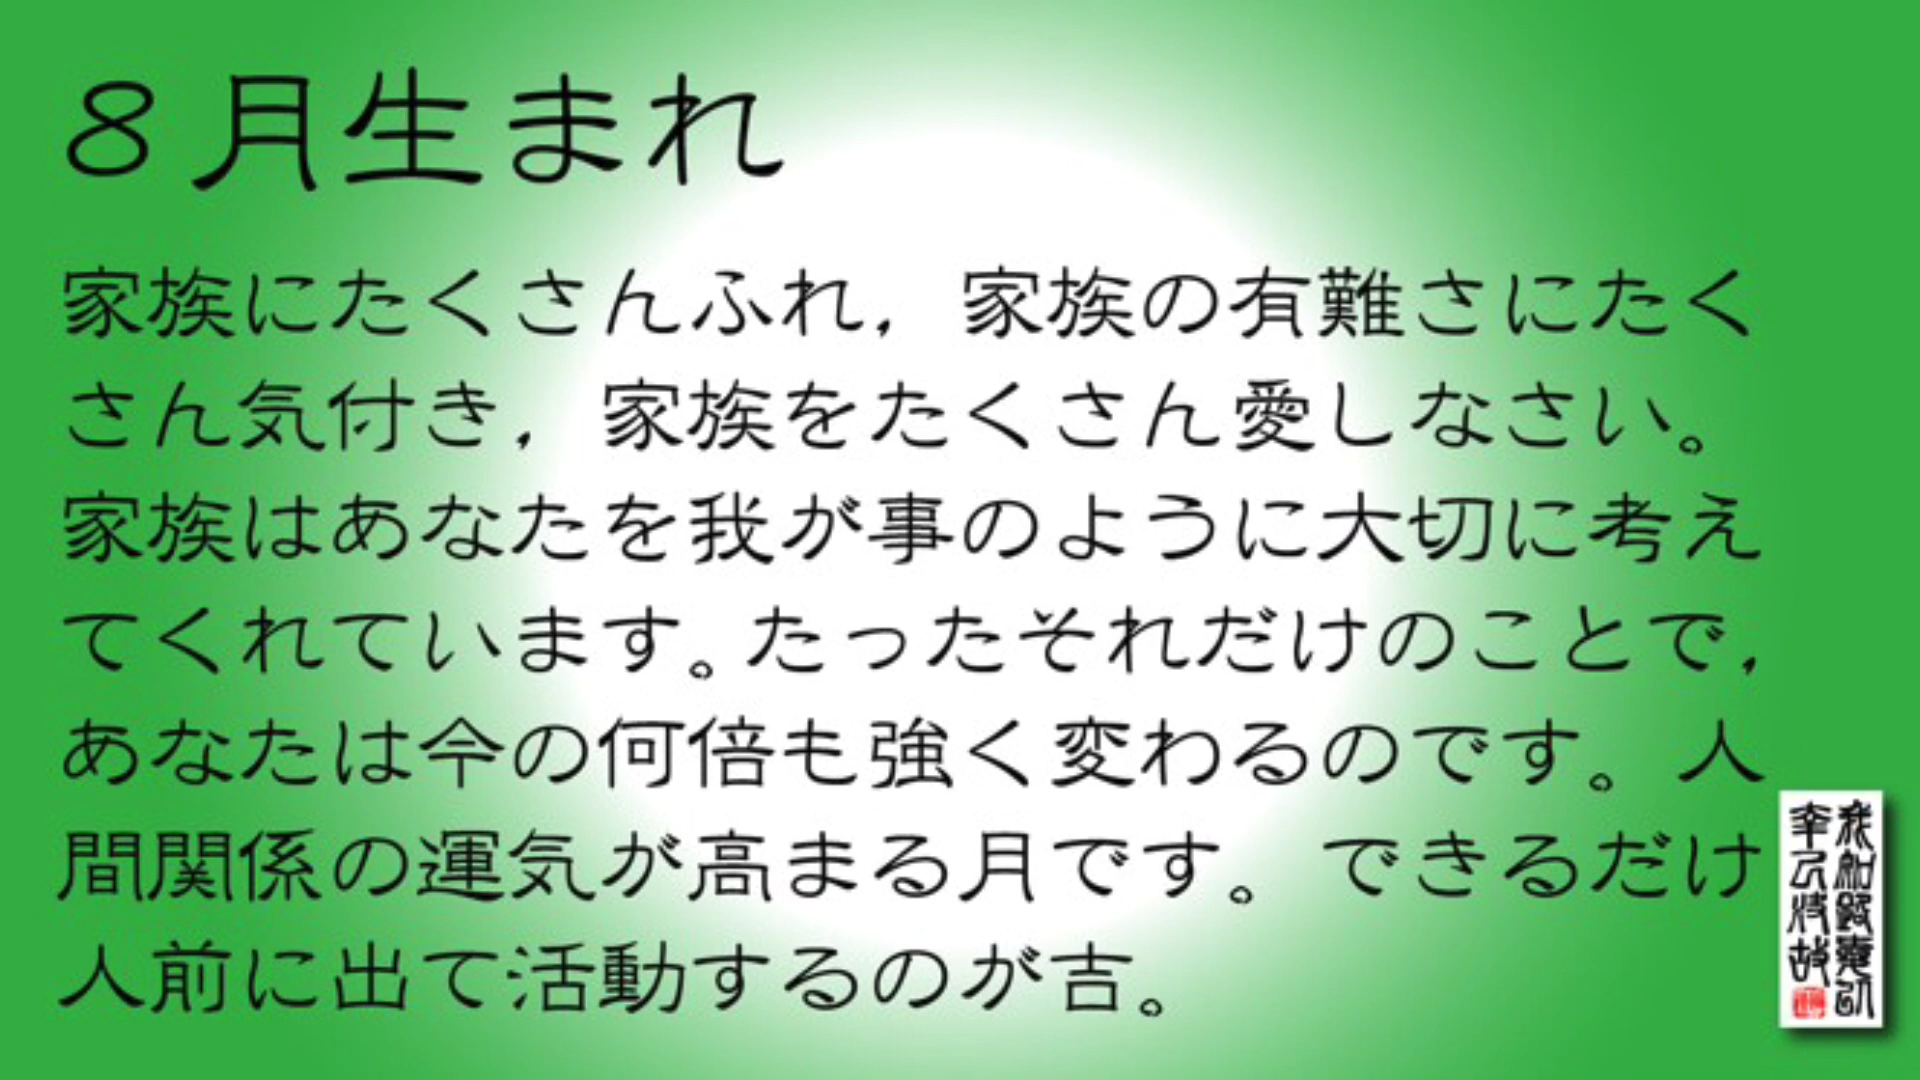 ８月生まれ
家族にたくさんふれ，家族の有難さにたく
さん気付き，家族をたくさん愛しなさい。
家族はあなたを我が事のように大切に考え
てくれています。たったそれだけのことで，
あなたは今の何倍も強く変わるのです。人
間関係の運気が高まる月です。できるだけ
人前に出て活動するのが吉。